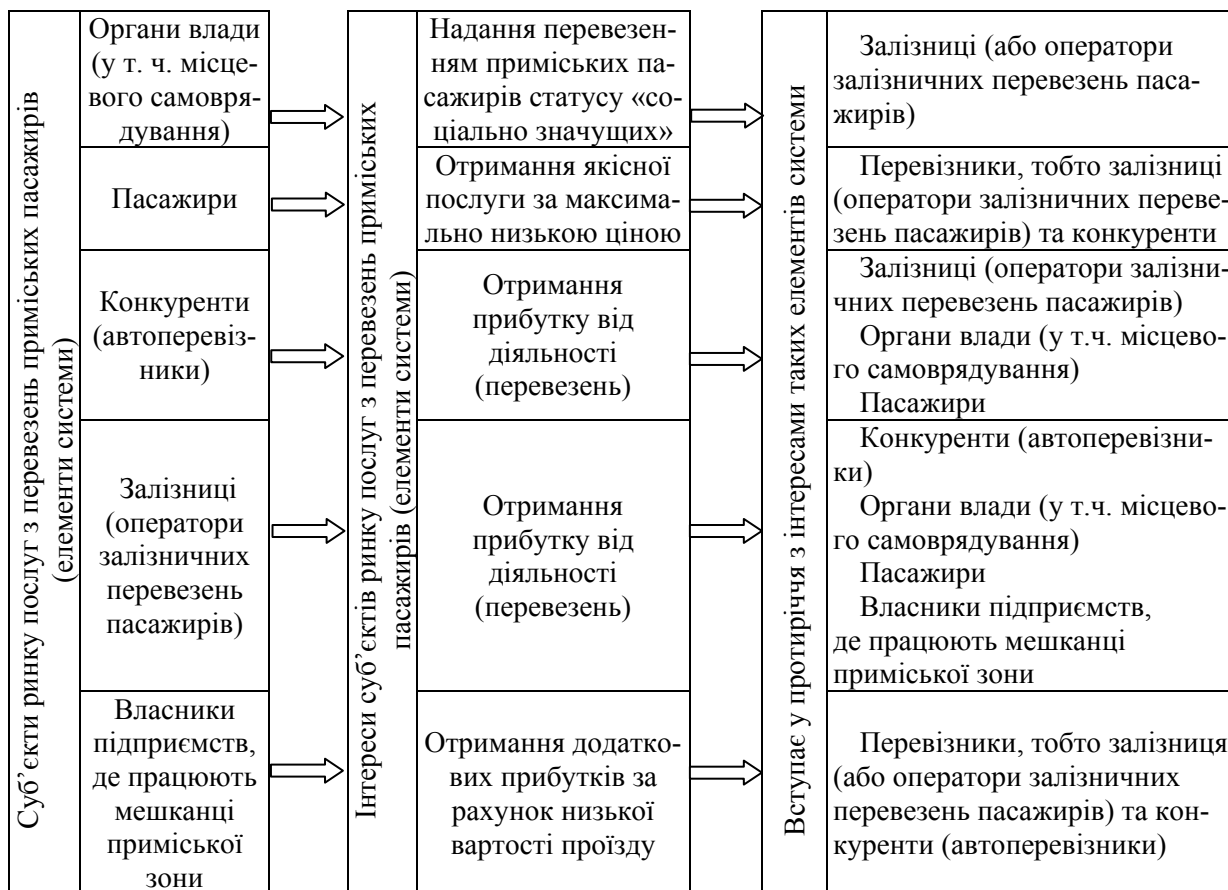 Суб’єкти ринку послуг з перевезень приміських пасажирів
(елементи системи)
Органи влади
(у т. ч. місце-
вого самовря-
дування)
Пасажири
Конкуренти
(автоперевіз-
ники)
Залізниці
(оператори
залізничних
перевезень
пасажирів)
Власники
підприємств,
де працюють
мешканці
приміської
зони
Інтереси суб’єктів ринку послуг з перевезень приміських
пасажирів (елементи системи)
Надання перевезен-
ням приміських па-
сажирів статусу «со-
ціально значущих»
Отримання якісної
послуги за максима-
льно низькою ціною
Отримання
прибутку від
діяльності
(перевезень)
Отримання
прибутку від
діяльності
(перевезень)
Отримання додатко-
вих прибутків за
рахунок низької
вартості проїзду
Вступає у протиріччя з інтересами таких елементів системи
Залізниці (або оператори
залізничних перевезень паса-
жирів)
Перевізники, тобто залізниці
(оператори залізничних переве-
зень пасажирів) та конкуренти
Залізниці (оператори залізни-
чних перевезень пасажирів)
Органи влади (у т.ч. місцево-
го самоврядування)
Пасажири
Конкуренти (автоперевізни-
ки)
Органи влади (у т.ч. місцево-
го самоврядування)
Пасажири
Власники підприємств,
де працюють мешканці
приміської зони
Перевізники, тобто залізниця
(або оператори залізничних
перевезень пасажирів) та кон-
куренти (автоперевізники)